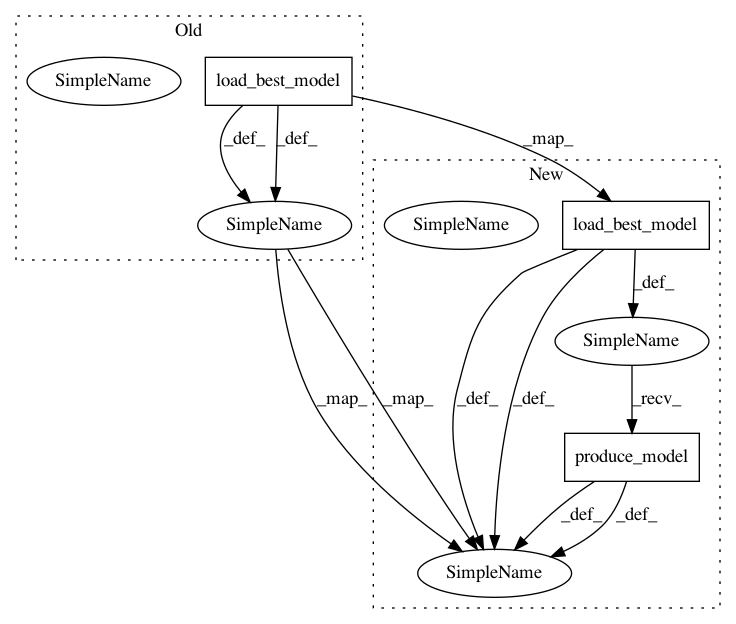 Old
SimpleName
load_best_model
_def_
_def_
_map_
New
SimpleName
SimpleName
load_best_model
_def_
SimpleName
_map_
_map_
_def_
_def_
_recv_
produce_model
_def_
_def_
SimpleName